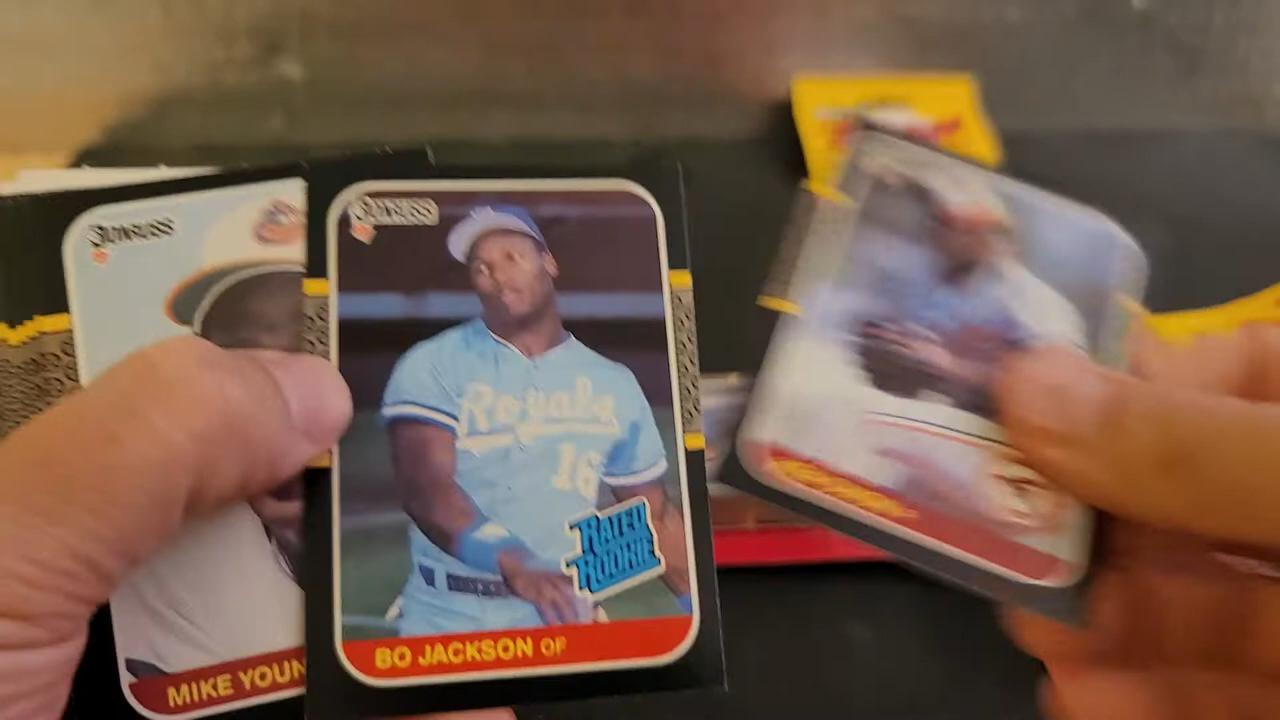 DONRUSS
MIKE YOUN
DONRUSS
Royals
16
RATED
ROOKIE
BO JACKSON OF